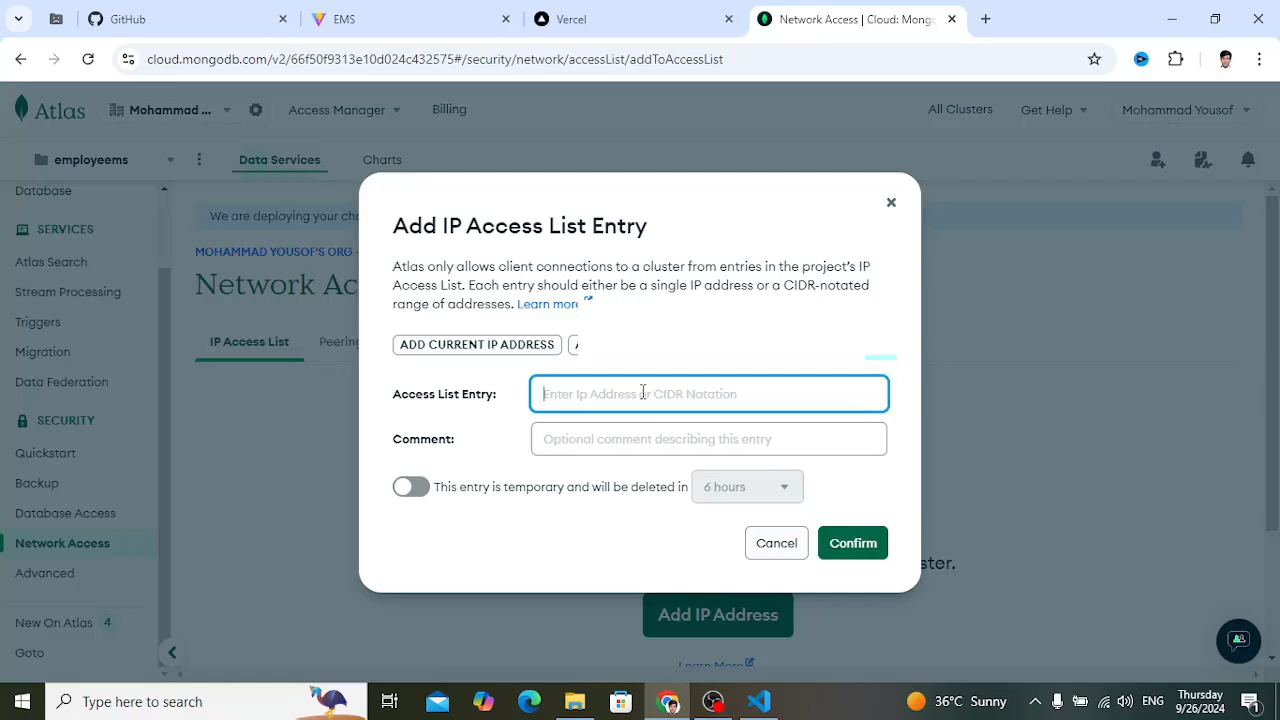 GitHub
EMS
Vercel
Network Access | Cloud: Mongo
cloud.mongodb.com/v2/66f50f9313e10d024c432575#/security/network/accessList/addToAccessList
Atlas
Mohammad ...
Access Manager
Billing
All Clusters
Get Help
Mohammad Yousof
employeems
Data Services
Charts
Database
SERVICES
Atlas Search
Stream Processing
Triggers
Migration
Data Federation
SECURITY
Quickstart
Backup
Database Access
Network Access
Advanced
New On Atlas 4
Goto
We are deploying your cha
MOHAMMAD YOUSOF'S ORG -
Network Ac
IP Access List
Peering
Add IP Access List Entry
Atlas only allows client connections to a cluster from entries in the project's IP
Access List. Each entry should either be a single IP address or a CIDR-notated
range of addresses. Learn more
ADD CURRENT IP ADDRESS
Access List Entry:
Enter Ip Address or CIDR Notation
Comment:
Optional comment describing this entry
This entry is temporary and will be deleted in
6 hours
Cancel
Confirm
ster.
Add IP Address
Learn More
Type here to search
36°C Sunny
ENG
Thursday
9/26/2024
1